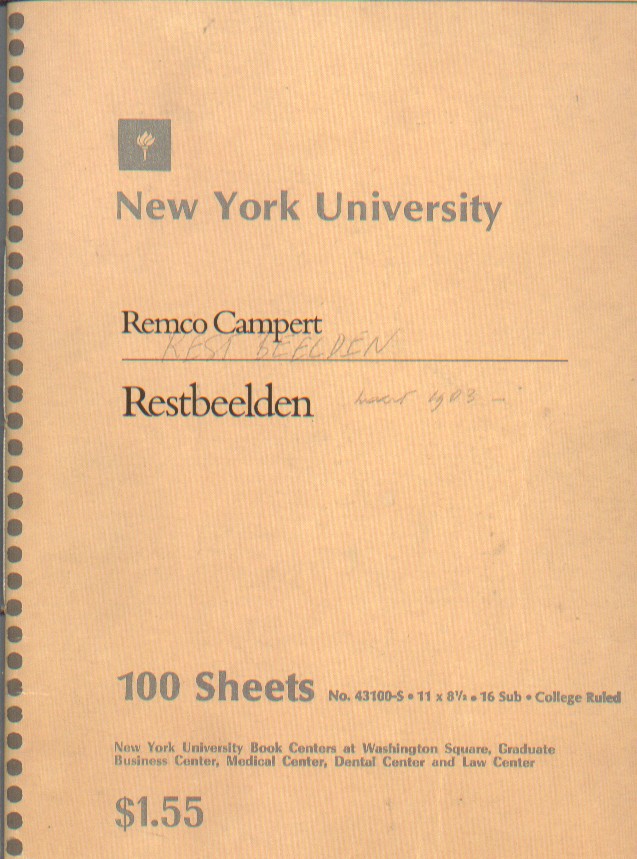 New York University
Remco Campert
REST BEELDEN
Restbeelden
maart 1983 -
100 Sheets No. 43100-S • 11 x 8½ • 16 Sub • College Ruled
New York University Book Centers at Washington Square, Graduate
Business Center, Medical Center, Dental Center and Law Center
$1.55